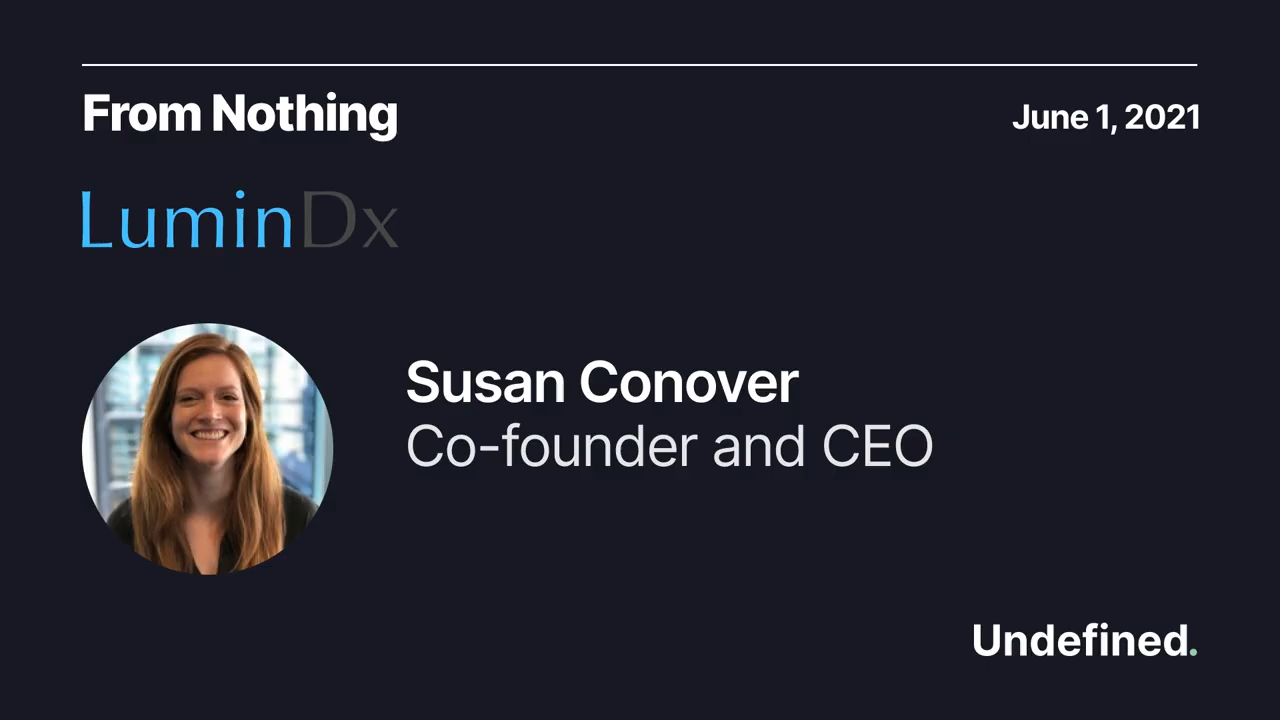 From Nothing
June 1, 2021
LuminDx
Susan Conover
Co-founder and CEO
Undefined.